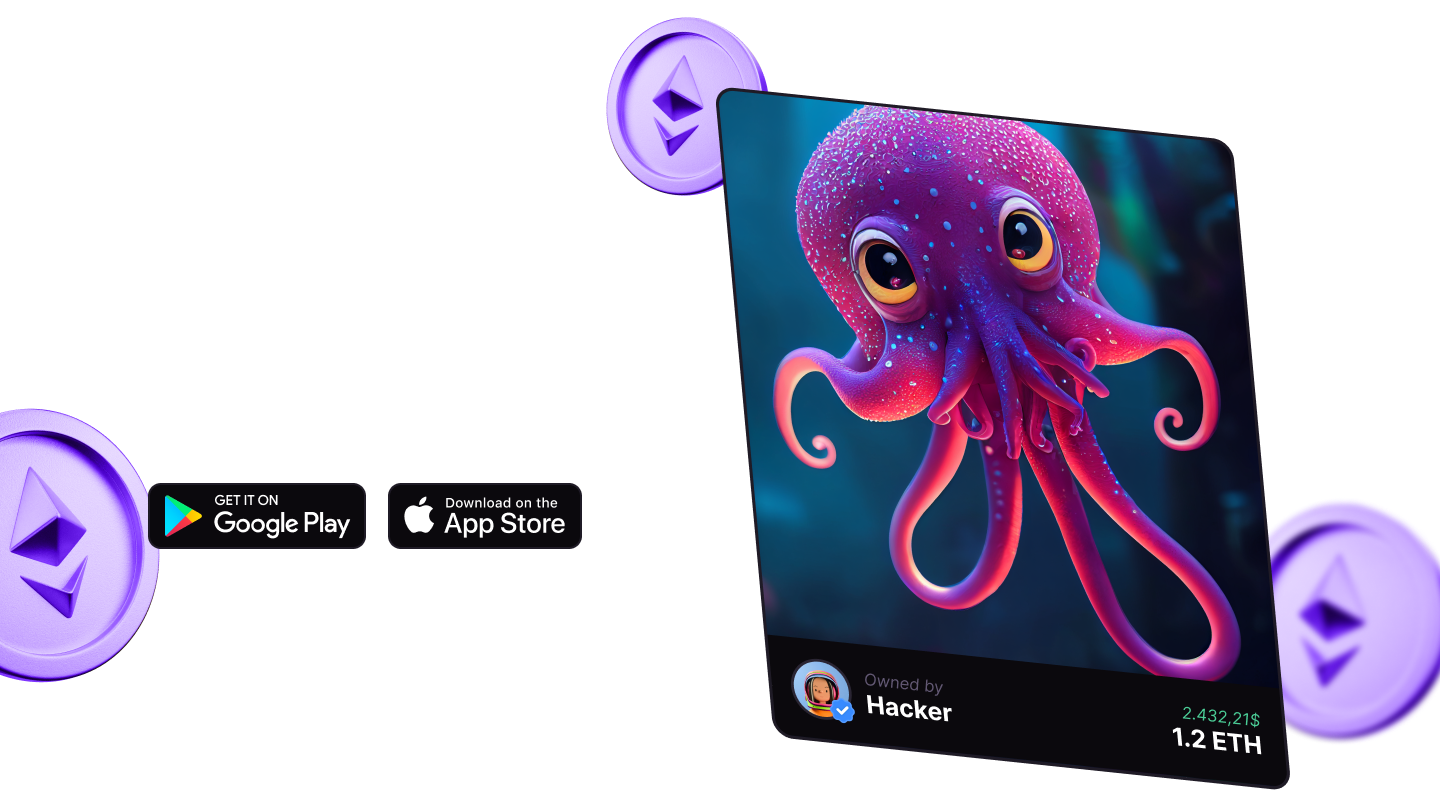 GET IT ON
Google Play
Download on the
App Store
Owned by
Hacker
2.432,21$
1.2 ETH